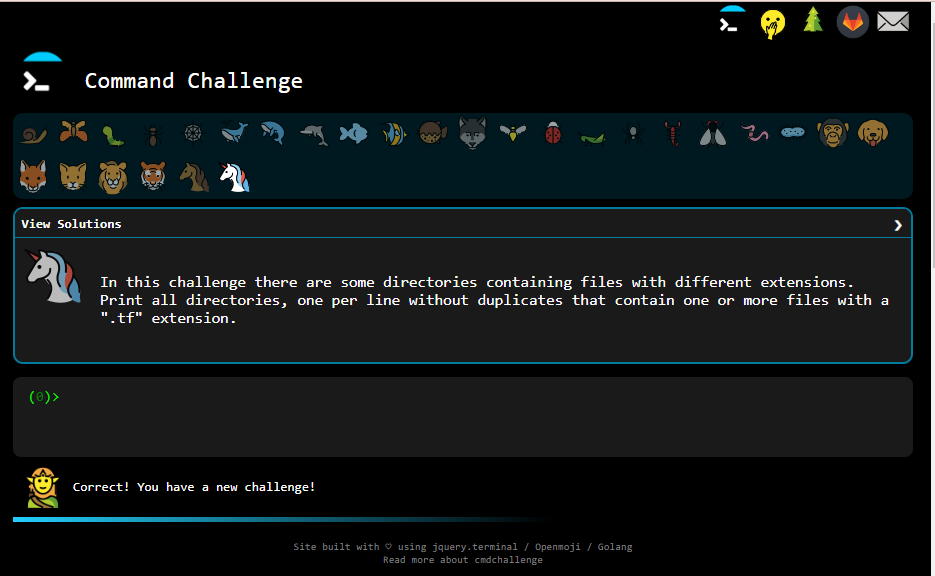 Command Challenge
View Solutions
In this challenge there are some directories containing files with different extensions.
Print all directories, one per line without duplicates that contain one or more files with a
".tf" extension.
(0)>
Correct! You have a new challenge!
Site built with ♡ using jquery.terminal / Openmoji / Golang
Read more about cmdchallenge